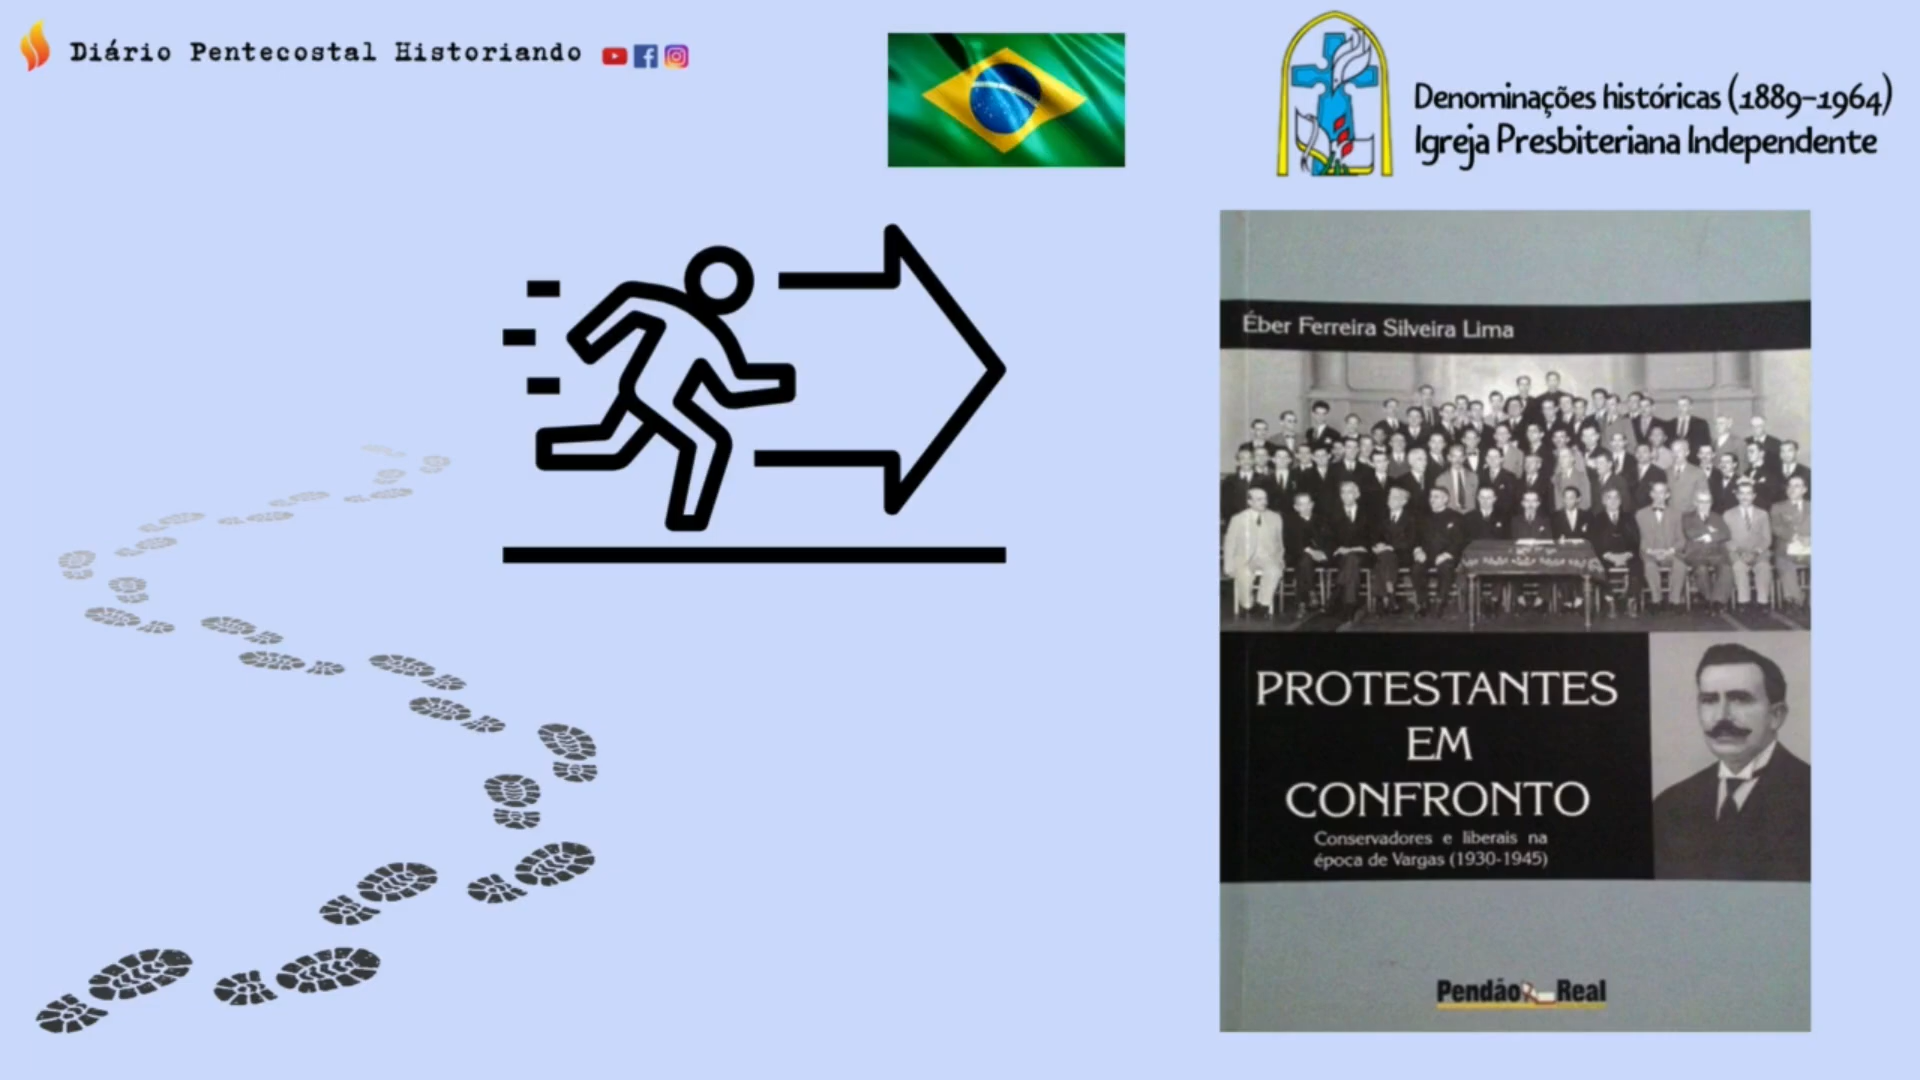 Diário Pentecostal Historiando
Denominações históricas (1889-1964)
Igreja Presbiteriana Independente
Éber Ferreira Silveira Lima
PROTESTANTES
EM
CONFRONTO
Conservadores e liberais na
época de Vargas (1930-1945)
Pendão Real